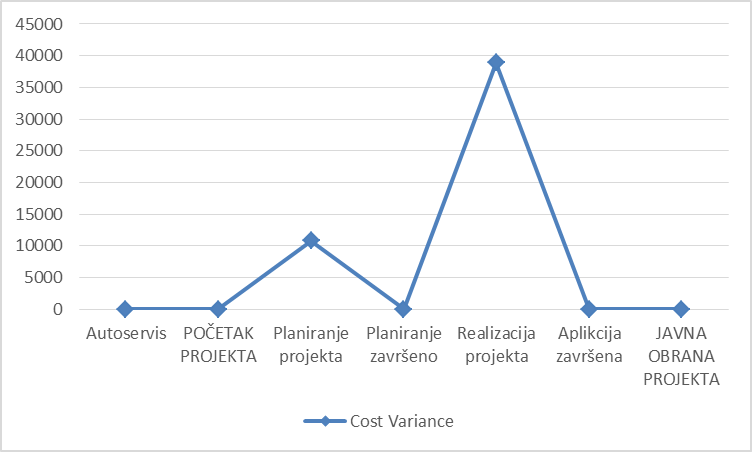 45000
40000
35000
30000
25000
20000
15000
10000
5000
0
Autoservis
POČETAK
PROJEKTA
Planiranje
projekta
Planiranje
završeno
Realizacija
projekta
Aplikcija
završena
JAVNA
OBRANA
PROJEKTA
Cost Variance